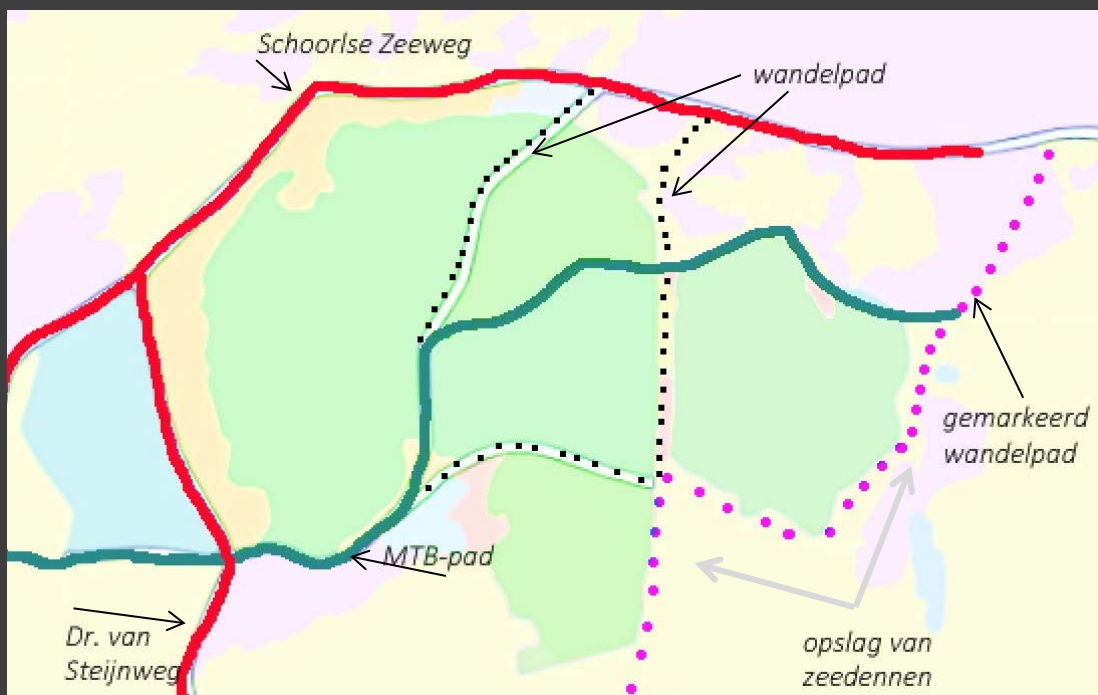 Schoorlse Zeeweg
wandelpad
gemarkeerd
wandelpad
MTB-pad
Dr. van
Steijnweg
opslag van
zeedennen